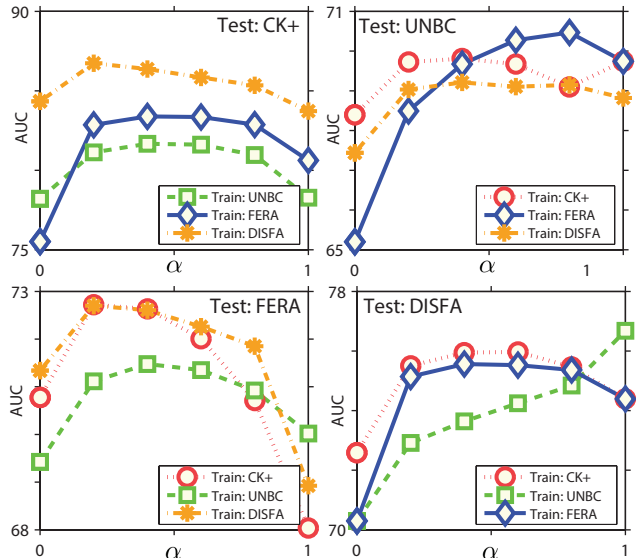 90
Test: CK+
AUC
Train: UNBC
Train: FERA
Train: DISFA
75
0
α
1
71
Test: UNBC
AUC
Train: CK+
Train: FERA
Train: DISFA
65
0
α
1
73
Test: FERA
AUC
Train: CK+
Train: UNBC
Train: DISFA
68
0
α
1
78
Test: DISFA
AUC
Train: CK+
Train: UNBC
Train: FERA
70
0
α
1